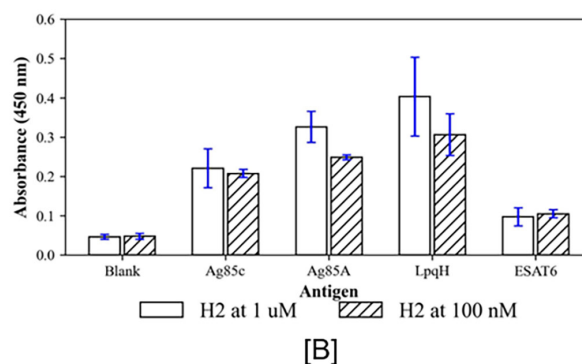 0.6
0.5
0.4
0.3
0.2
0.1
0.0
Absorbance (450 nm)
Blank Ag85c Ag85A LpqH ESAT6
Antigen
H2 at 1 uM H2 at 100 nM
[B]